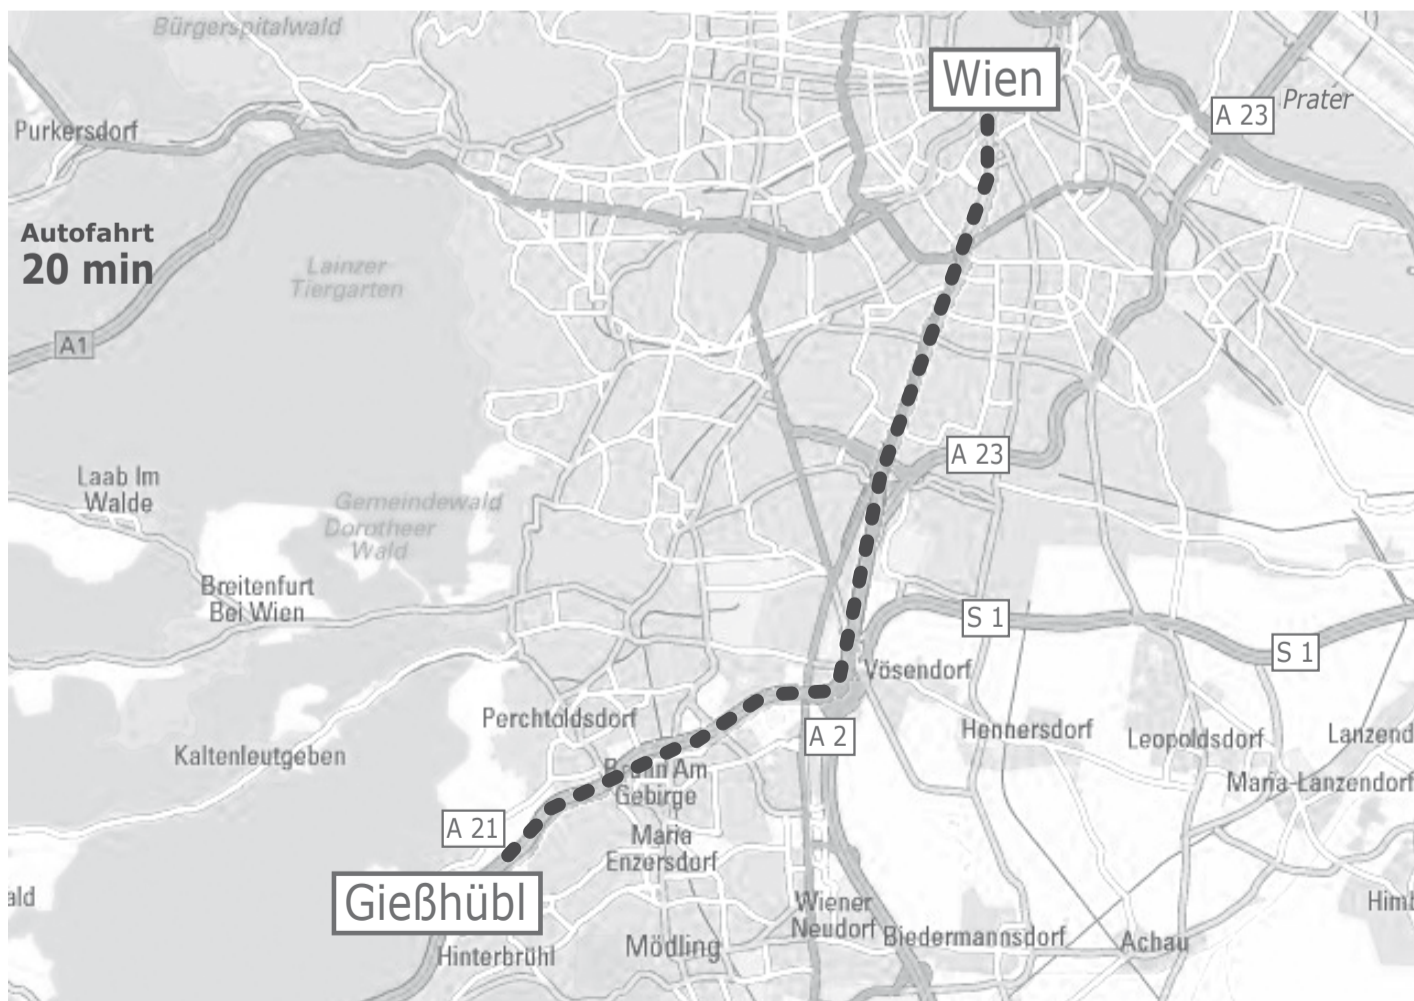 Bürgerspitalwald
Wien
Prater
A 23
Purkersdorf
Autofahrt
20 min
Lainzer
Tiergarten
A1
A 23
Laab Im
Walde
Gemeindewald
Dorotheer
Wald
Breitenfurt
Bei Wien
S 1
S 1
Vösendorf
Perchtoldsdorf
A 2
Hennersdorf
Leopoldsdorf
Lanzend
Kaltenleutgeben
Brunn Am
Gebirge
Maria-Lanzendorf
A 21
Maria
Enzersdorf
Gießhübl
ald
Wiener
Neudorf
Himb
Biedermannsdorf
Achau
Hinterbrühl
Mödling